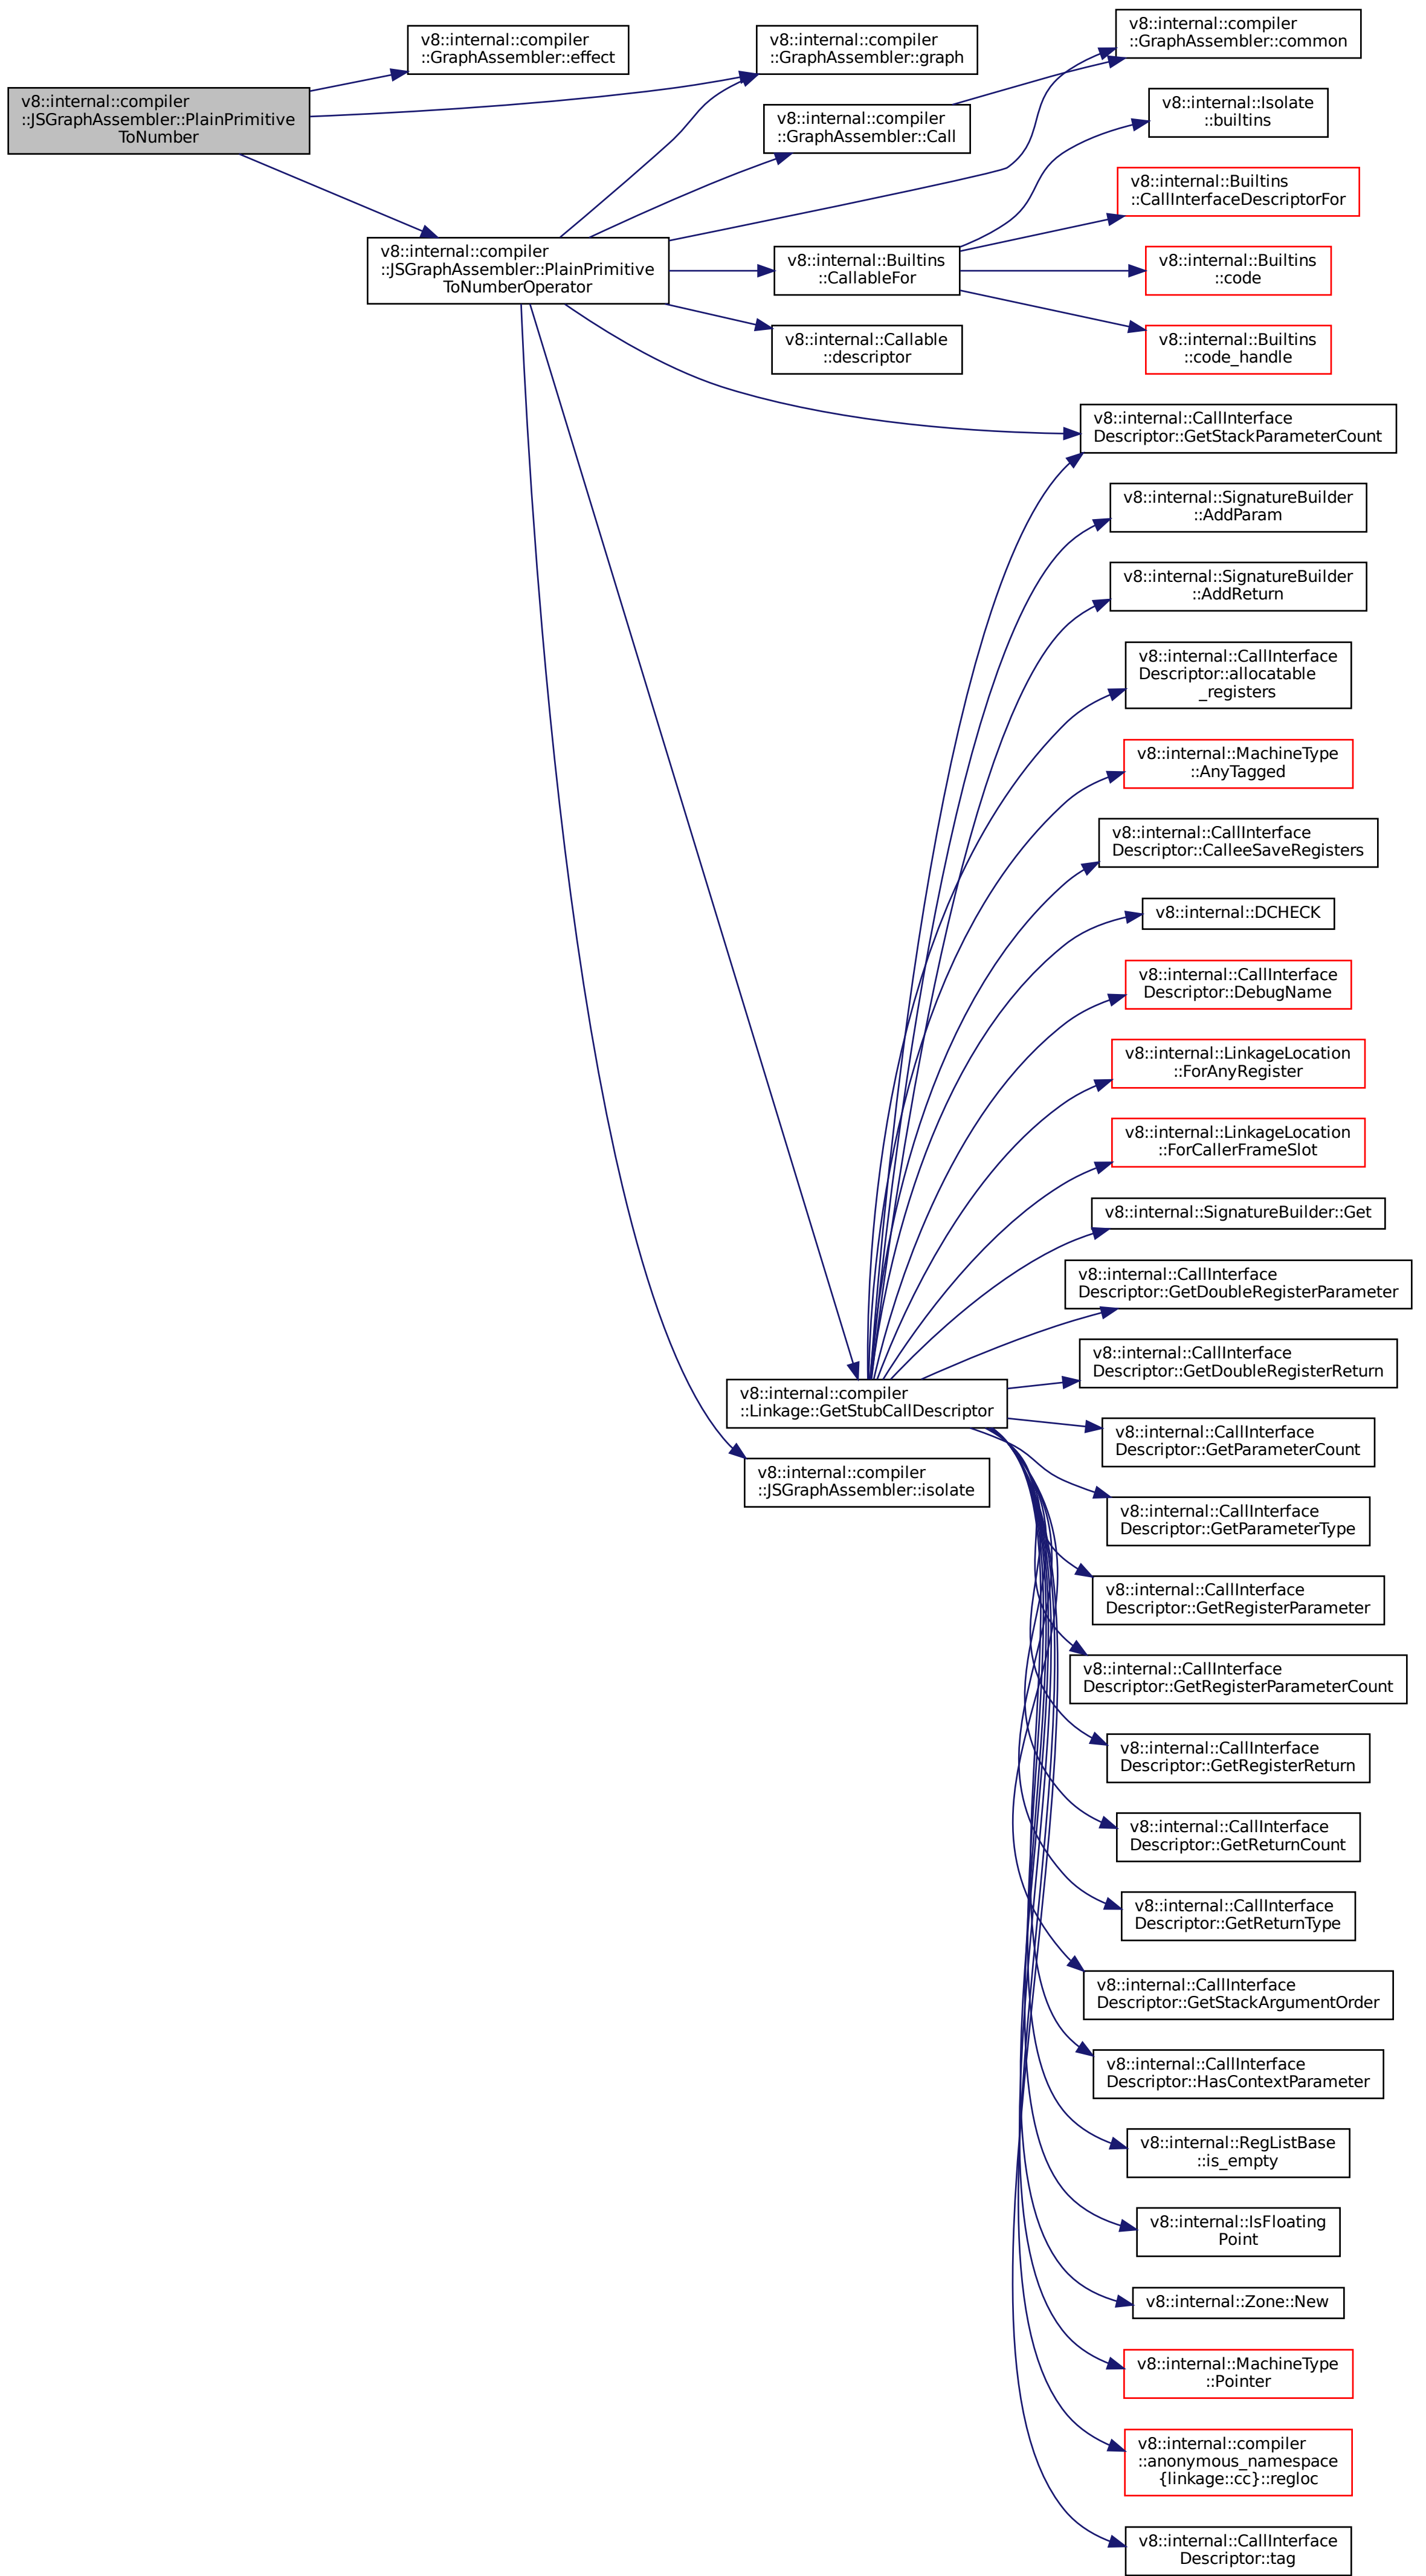 v8::internal::compiler
::JSGraphAssembler::PlainPrimitive
ToNumber
v8::internal::compiler
::GraphAssembler::effect
v8::internal::compiler
::GraphAssembler::graph
v8::internal::compiler
::GraphAssembler::common
v8::internal::compiler
::GraphAssembler::Call
v8::internal::Isolate
::builtins
v8::internal::Builtins
::CallInterfaceDescriptorFor
v8::internal::compiler
::JSGraphAssembler::PlainPrimitive
ToNumberOperator
v8::internal::Builtins
::CallableFor
v8::internal::Builtins
::code
v8::internal::Callable
::descriptor
v8::internal::Builtins
::code_handle
v8::internal::CallInterface
Descriptor::GetStackParameterCount
v8::internal::SignatureBuilder
::AddParam
v8::internal::SignatureBuilder
::AddReturn
v8::internal::CallInterface
Descriptor::allocatable
_registers
v8::internal::MachineType
::AnyTagged
v8::internal::CallInterface
Descriptor::CalleeSaveRegisters
v8::internal::DCHECK
v8::internal::CallInterface
Descriptor::DebugName
v8::internal::LinkageLocation
::ForAnyRegister
v8::internal::LinkageLocation
::ForCallerFrameSlot
v8::internal::SignatureBuilder::Get
v8::internal::CallInterface
Descriptor::GetDoubleRegisterParameter
v8::internal::CallInterface
Descriptor::GetDoubleRegisterReturn
v8::internal::compiler
::Linkage::GetStubCallDescriptor
v8::internal::CallInterface
Descriptor::GetParameterCount
v8::internal::compiler
::JSGraphAssembler::isolate
v8::internal::CallInterface
Descriptor::GetParameterType
v8::internal::CallInterface
Descriptor::GetRegisterParameter
v8::internal::CallInterface
Descriptor::GetRegisterParameterCount
v8::internal::CallInterface
Descriptor::GetRegisterReturn
v8::internal::CallInterface
Descriptor::GetReturnCount
v8::internal::CallInterface
Descriptor::GetReturnType
v8::internal::CallInterface
Descriptor::GetStackArgumentOrder
v8::internal::CallInterface
Descriptor::HasContextParameter
v8::internal::RegListBase
::is_empty
v8::internal::IsFloating
Point
v8::internal::Zone::New
v8::internal::MachineType
::Pointer
v8::internal::compiler
::anonymous_namespace
{linkage::cc}::regloc
v8::internal::CallInterface
Descriptor::tag